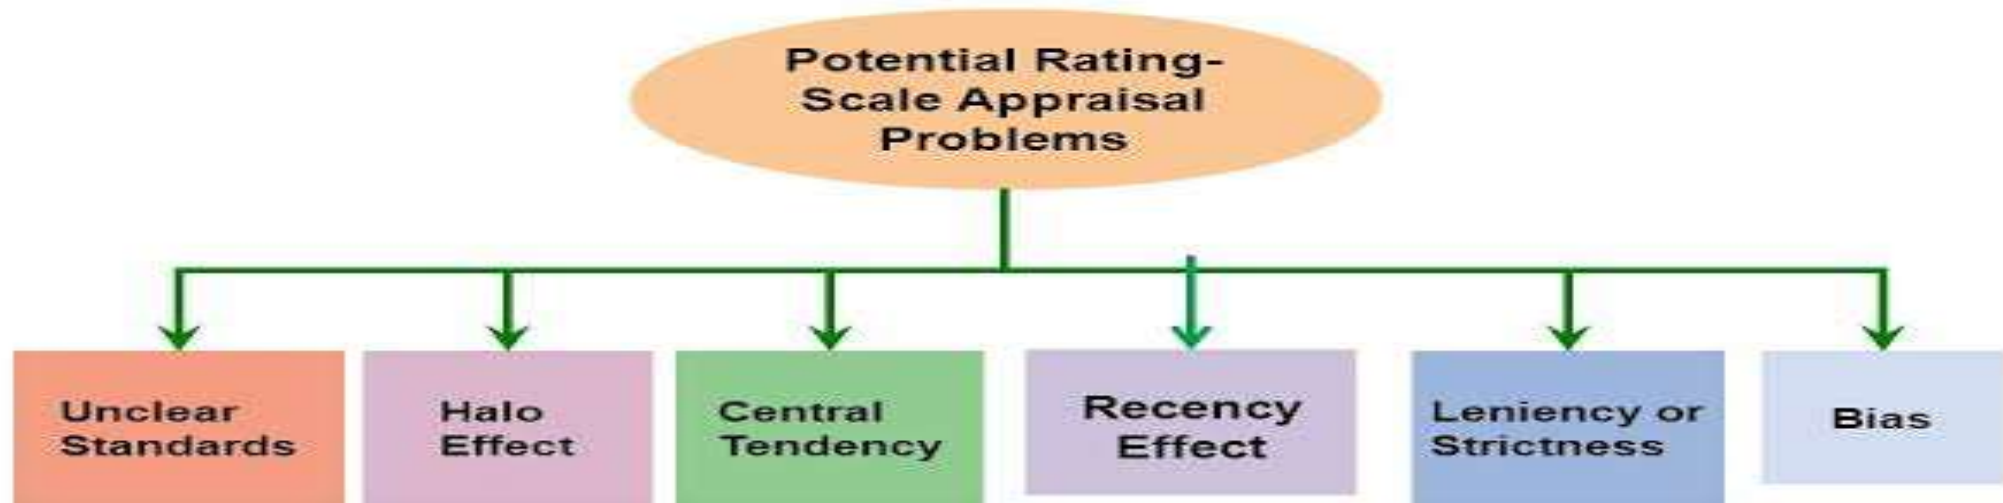 Potential Rating-
Scale Appraisal
Problems
Unclear
Standards
Halo
Effect
Central
Tendency
Recency
Effect
Leniency or
Strictness
Bias